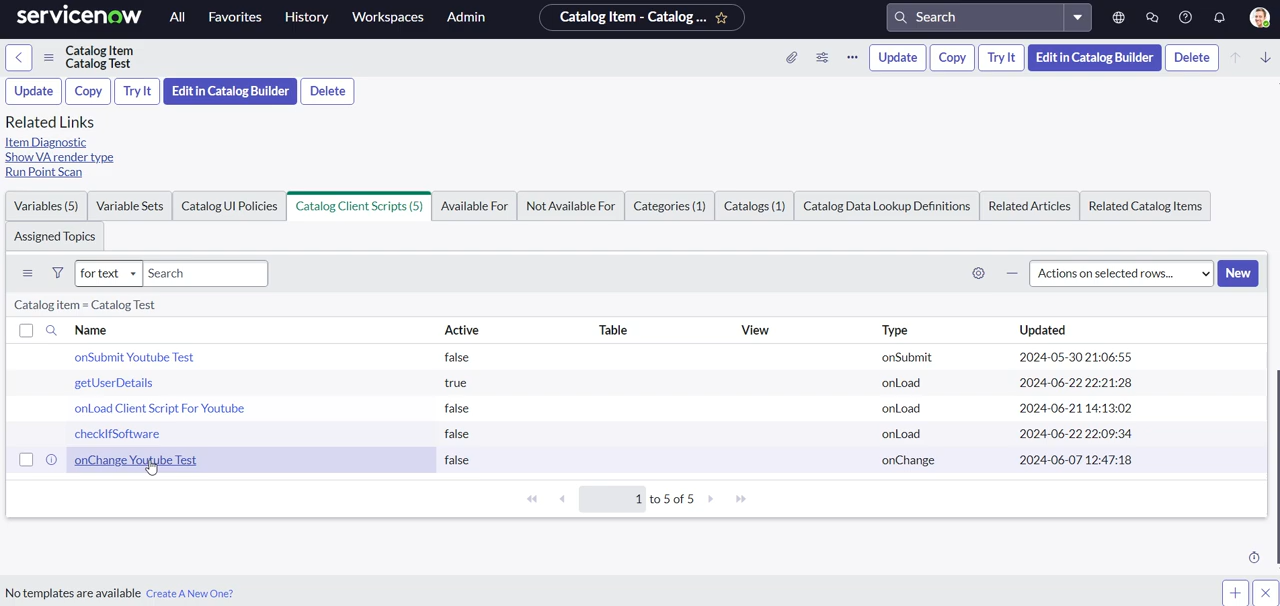 servicenow All Favorites History Workspaces Admin Catalog Item - Catalog ... Search
Catalog Item
Catalog Test
Update Copy Try It Edit in Catalog Builder Delete
Update Copy Try It Edit in Catalog Builder Delete
Related Links
Item Diagnostic
Show VA render type
Run Point Scan
Variables (5) Variable Sets Catalog UI Policies Catalog Client Scripts (5) Available For Not Available For Categories (1) Catalogs (1) Catalog Data Lookup Definitions Related Articles Related Catalog Items
Assigned Topics
for text Search Actions on selected rows... New
Catalog item = Catalog Test
Name Active Table View Type Updated
onSubmit Youtube Test false onSubmit 2024-05-30 21:06:55
getUserDetails true onLoad 2024-06-22 22:21:28
onLoad Client Script For Youtube false onLoad 2024-06-21 14:13:02
checkIfSoftware false onLoad 2024-06-22 22:09:34
onChange Youtube Test false onChange 2024-06-07 12:47:18
1 to 5 of 5
No templates are available Create A New One?